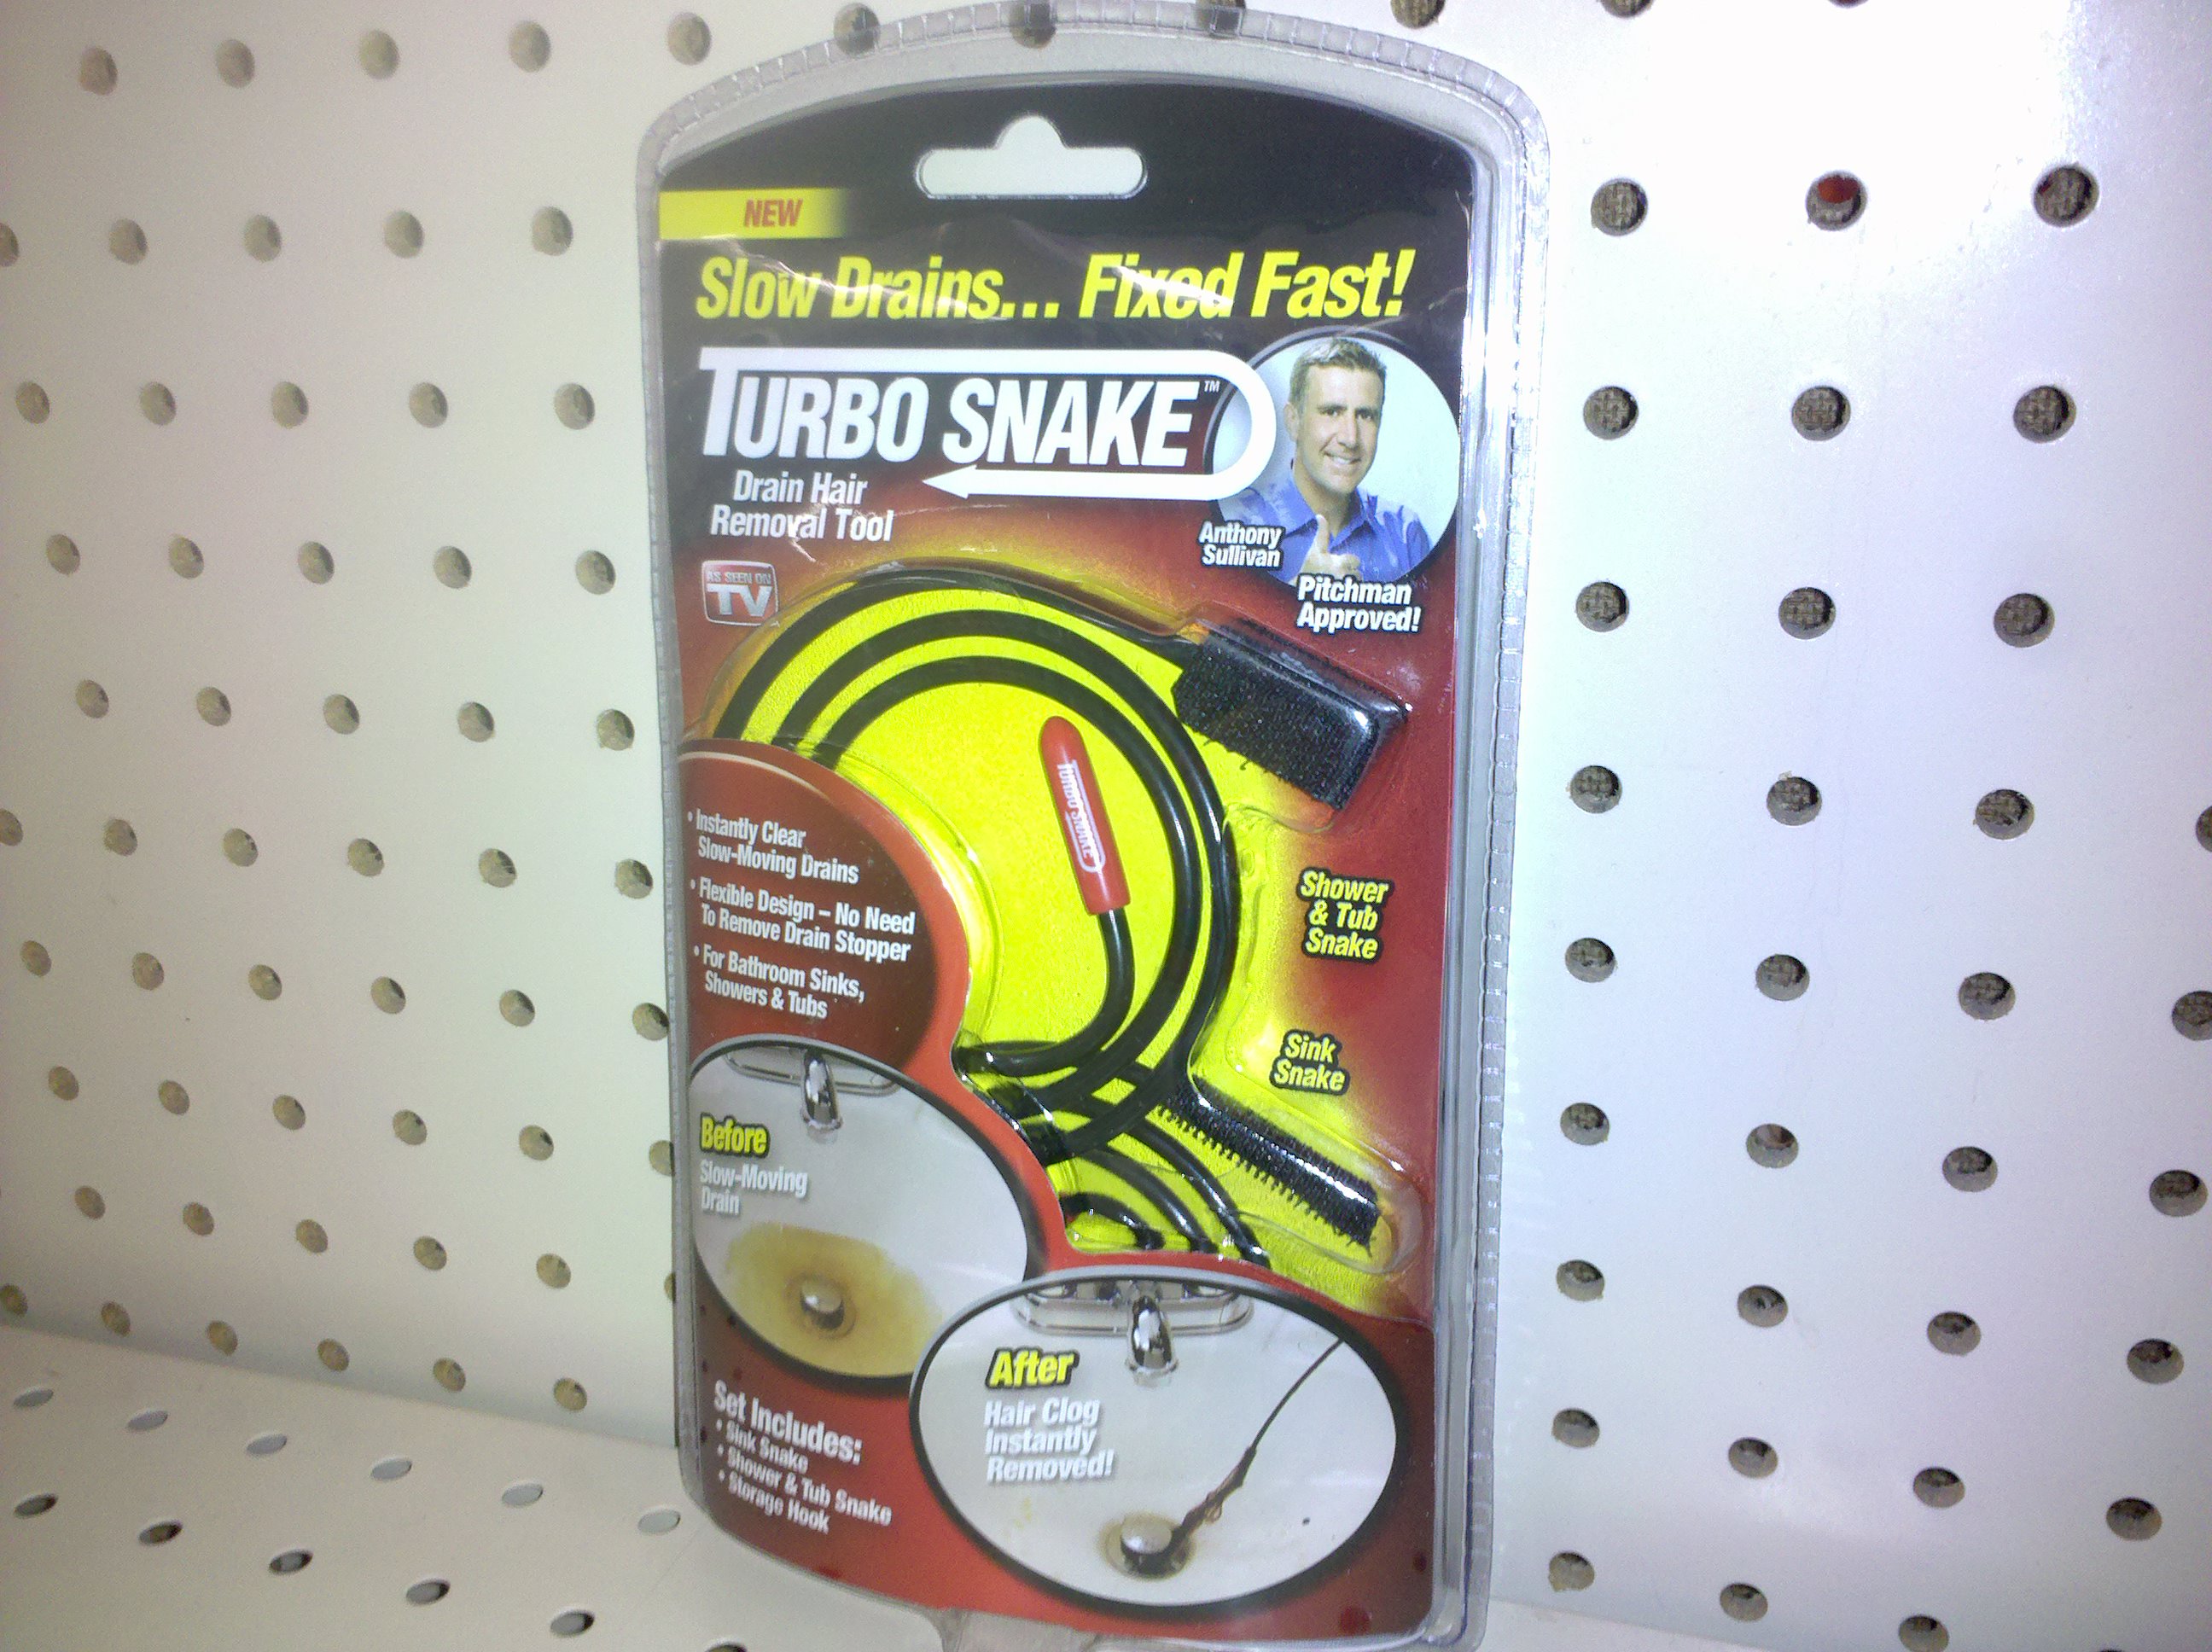 NEW
Slow Drains... Fixed Fast!
TURBO SNAKE™
Drain Hair
Removal Tool
Anthony
Sullivan
Pitchman
Approved!
AS SEEN ON
TV
TURBO SNAKE
• Instantly Clear
Slow-Moving Drains
• Flexible Design – No Need
To Remove Drain Stopper
• For Bathroom Sinks,
Showers & Tubs
Shower
& Tub
Snake
Sink
Snake
Before
Slow-Moving
Drain
After
Hair Clog
Instantly
Removed!
Set Includes:
• Sink Snake
• Shower & Tub Snake
• Storage Hook